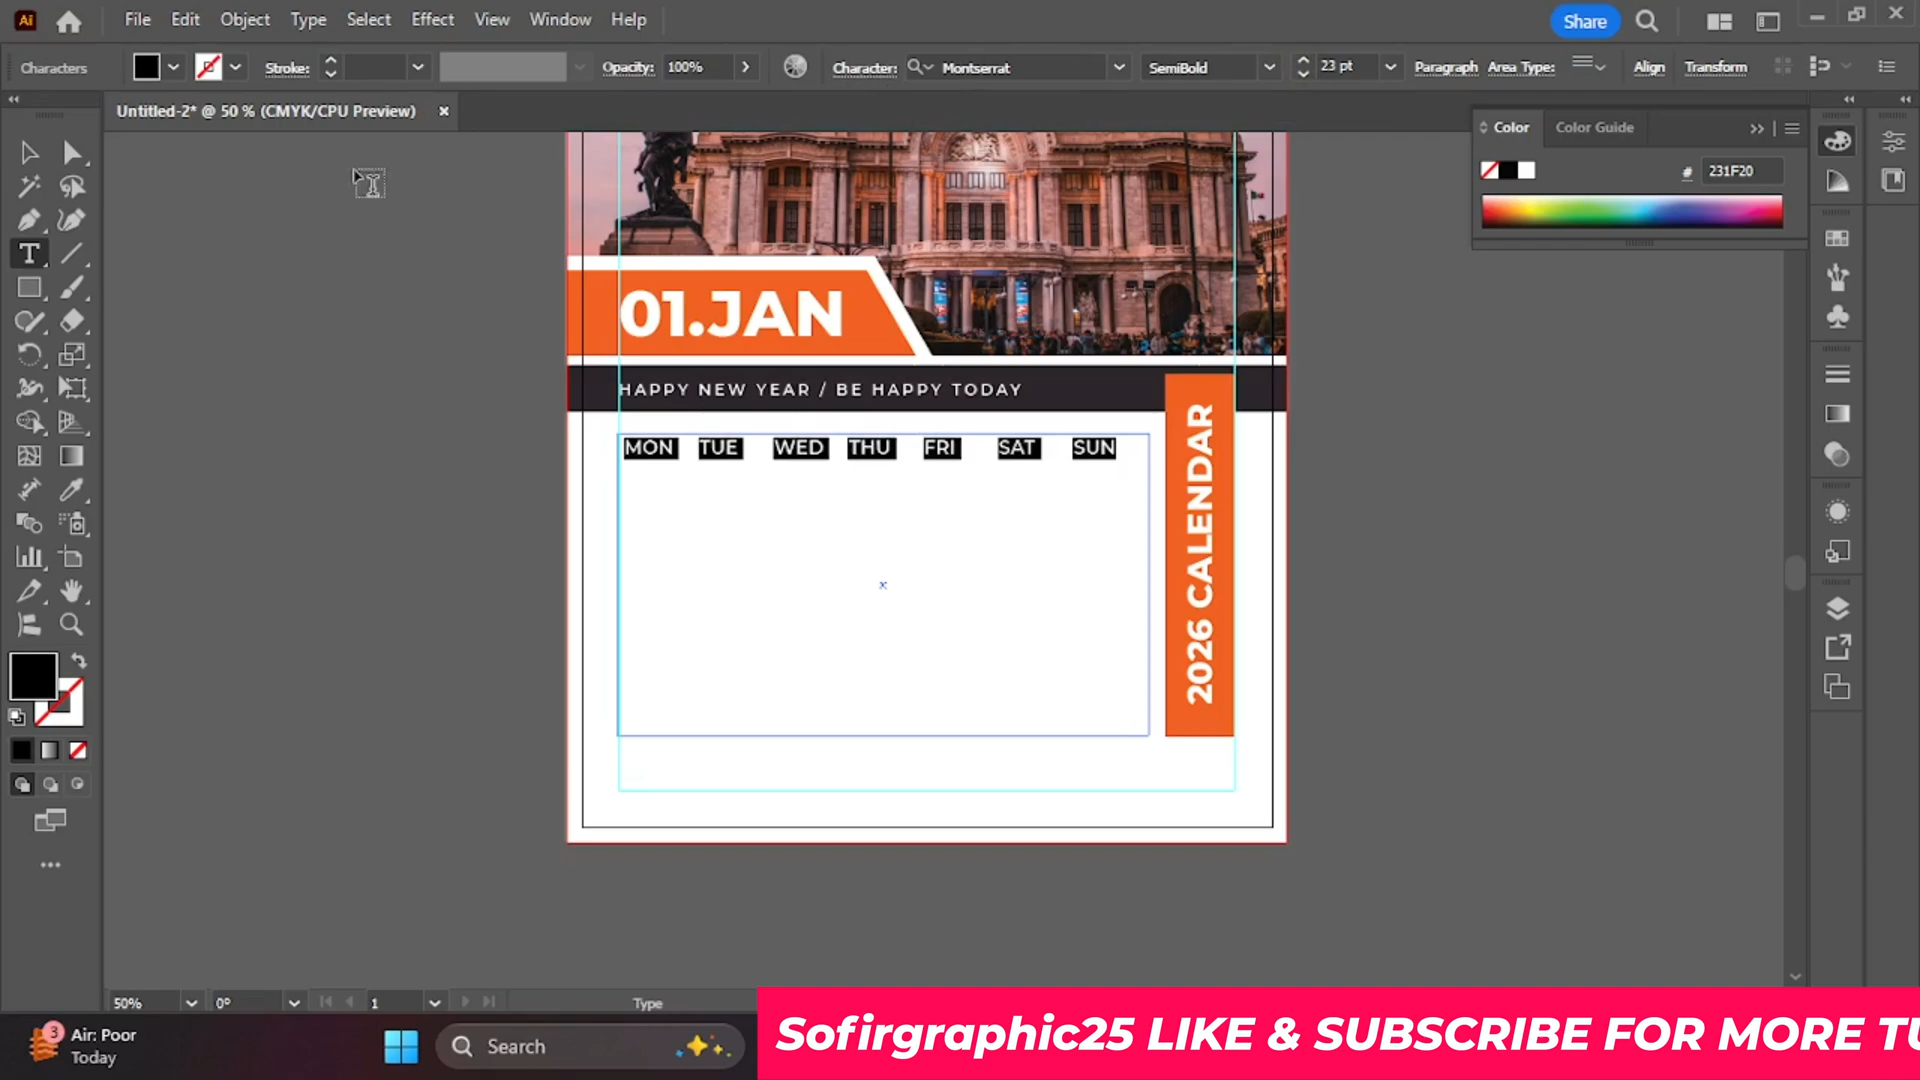 Ai File Edit Object Type Select Effect View Window Help Share
Characters Stroke: Opacity: 100% Character: Montserrat SemiBold 23 pt Paragraph Area Type: Align Transform
Untitled-2* @ 50 % (CMYK/CPU Preview)
Color Color Guide
# 231F20
01.JAN
HAPPY NEW YEAR / BE HAPPY TODAY
MON TUE WED THU FRI SAT SUN
2026 CALENDAR
50% 0° 1 Type
3 Air: Poor
Today
Search
Sofirgraphic25 LIKE & SUBSCRIBE FOR MORE TU